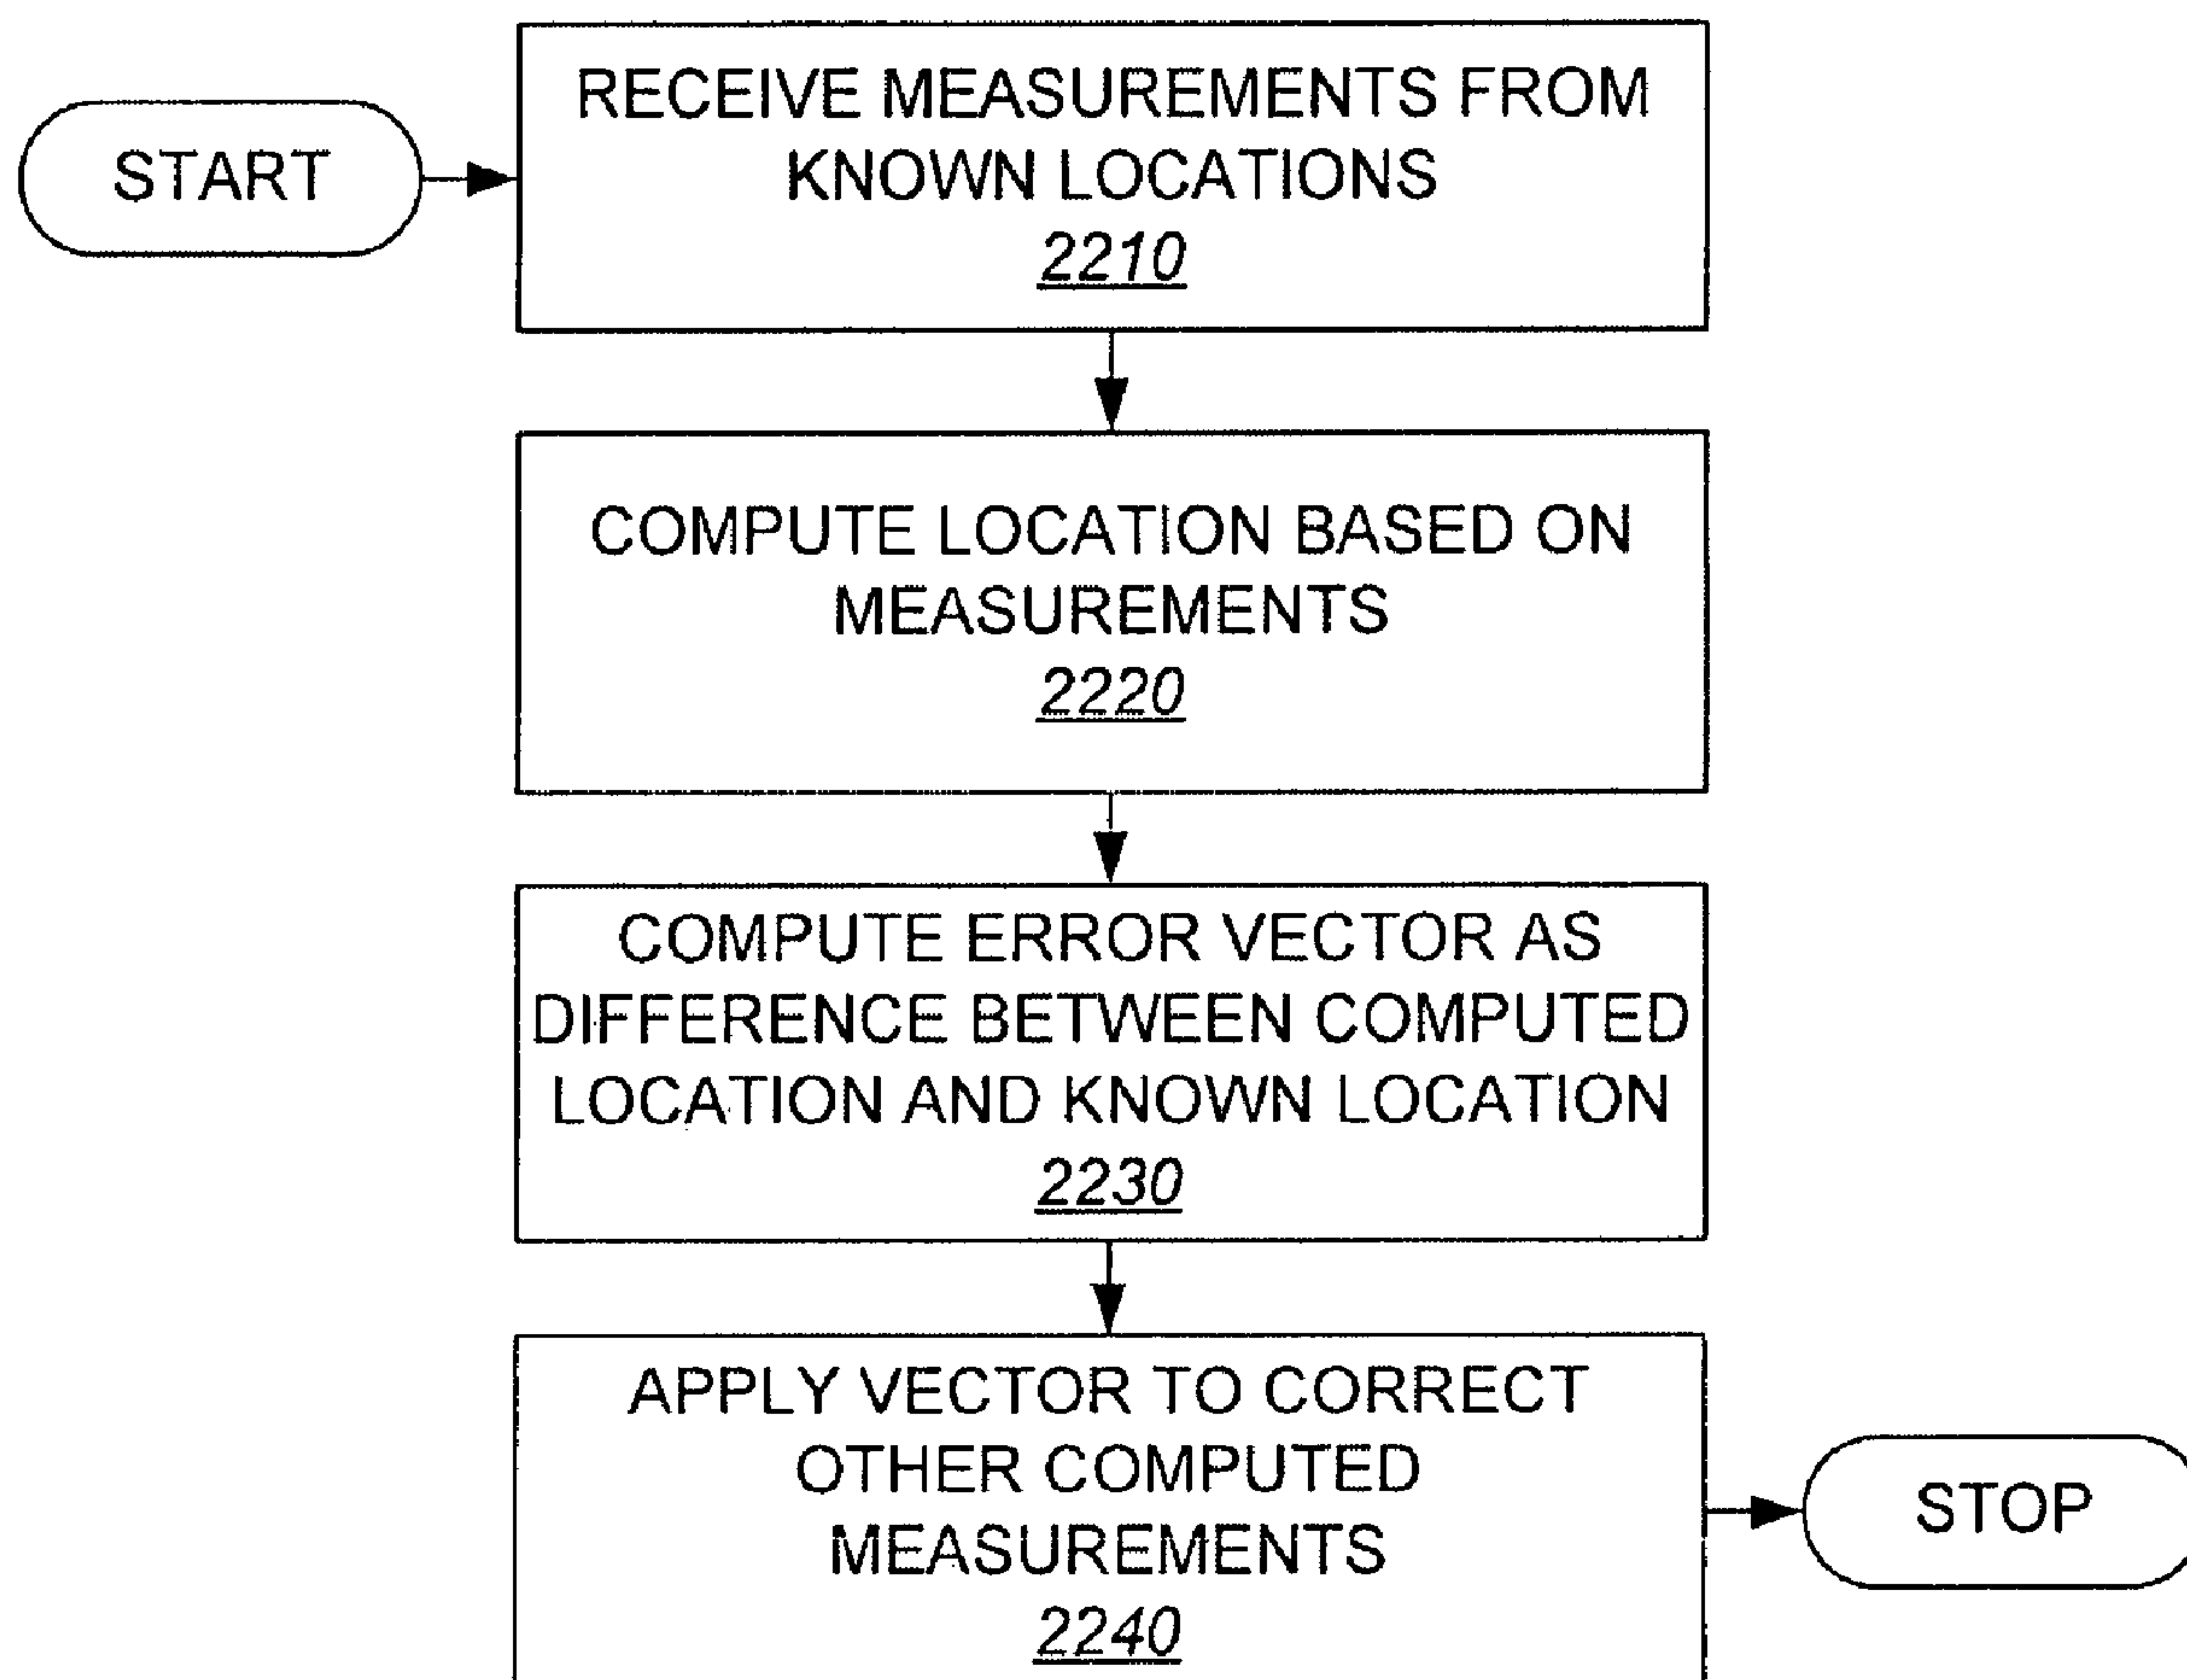 START
RECEIVE MEASUREMENTS FROM
KNOWN LOCATIONS
2210
COMPUTE LOCATION BASED ON
MEASUREMENTS
2220
COMPUTE ERROR VECTOR AS
DIFFERENCE BETWEEN COMPUTED
LOCATION AND KNOWN LOCATION
2230
APPLY VECTOR TO CORRECT
OTHER COMPUTED
MEASUREMENTS
2240
STOP